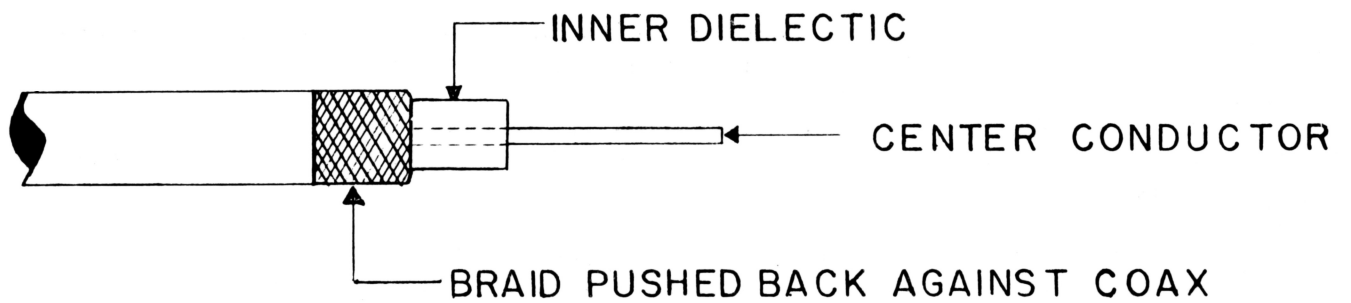 INNER DIELECTIC
CENTER CONDUCTOR
BRAID PUSHED BACK AGAINST COAX